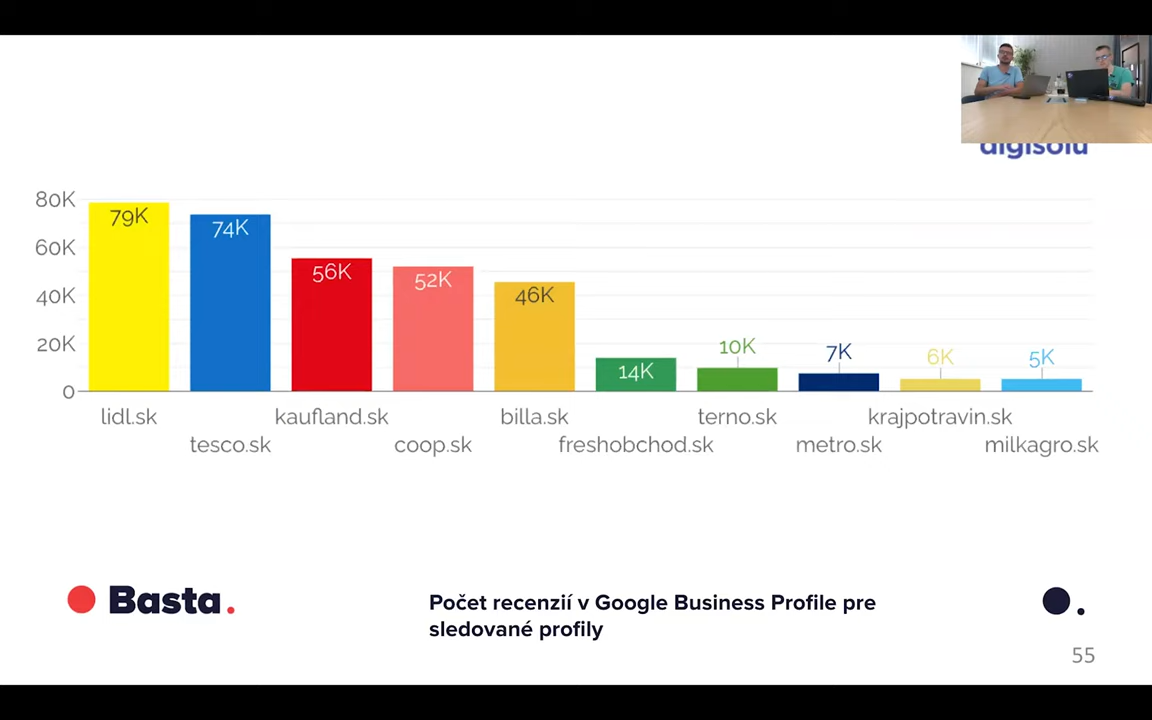 digisolu
80K
60K
40K
20K
0
79K
74K
56K
52K
46K
14K
10K
7K
6K
5K
lidl.sk
kaufland.sk
billa.sk
terno.sk
krajpotravin.sk
tesco.sk
coop.sk
freshobchod.sk
metro.sk
milkagro.sk
Basta.
Počet recenzií v Google Business Profile pre
sledované profily
55